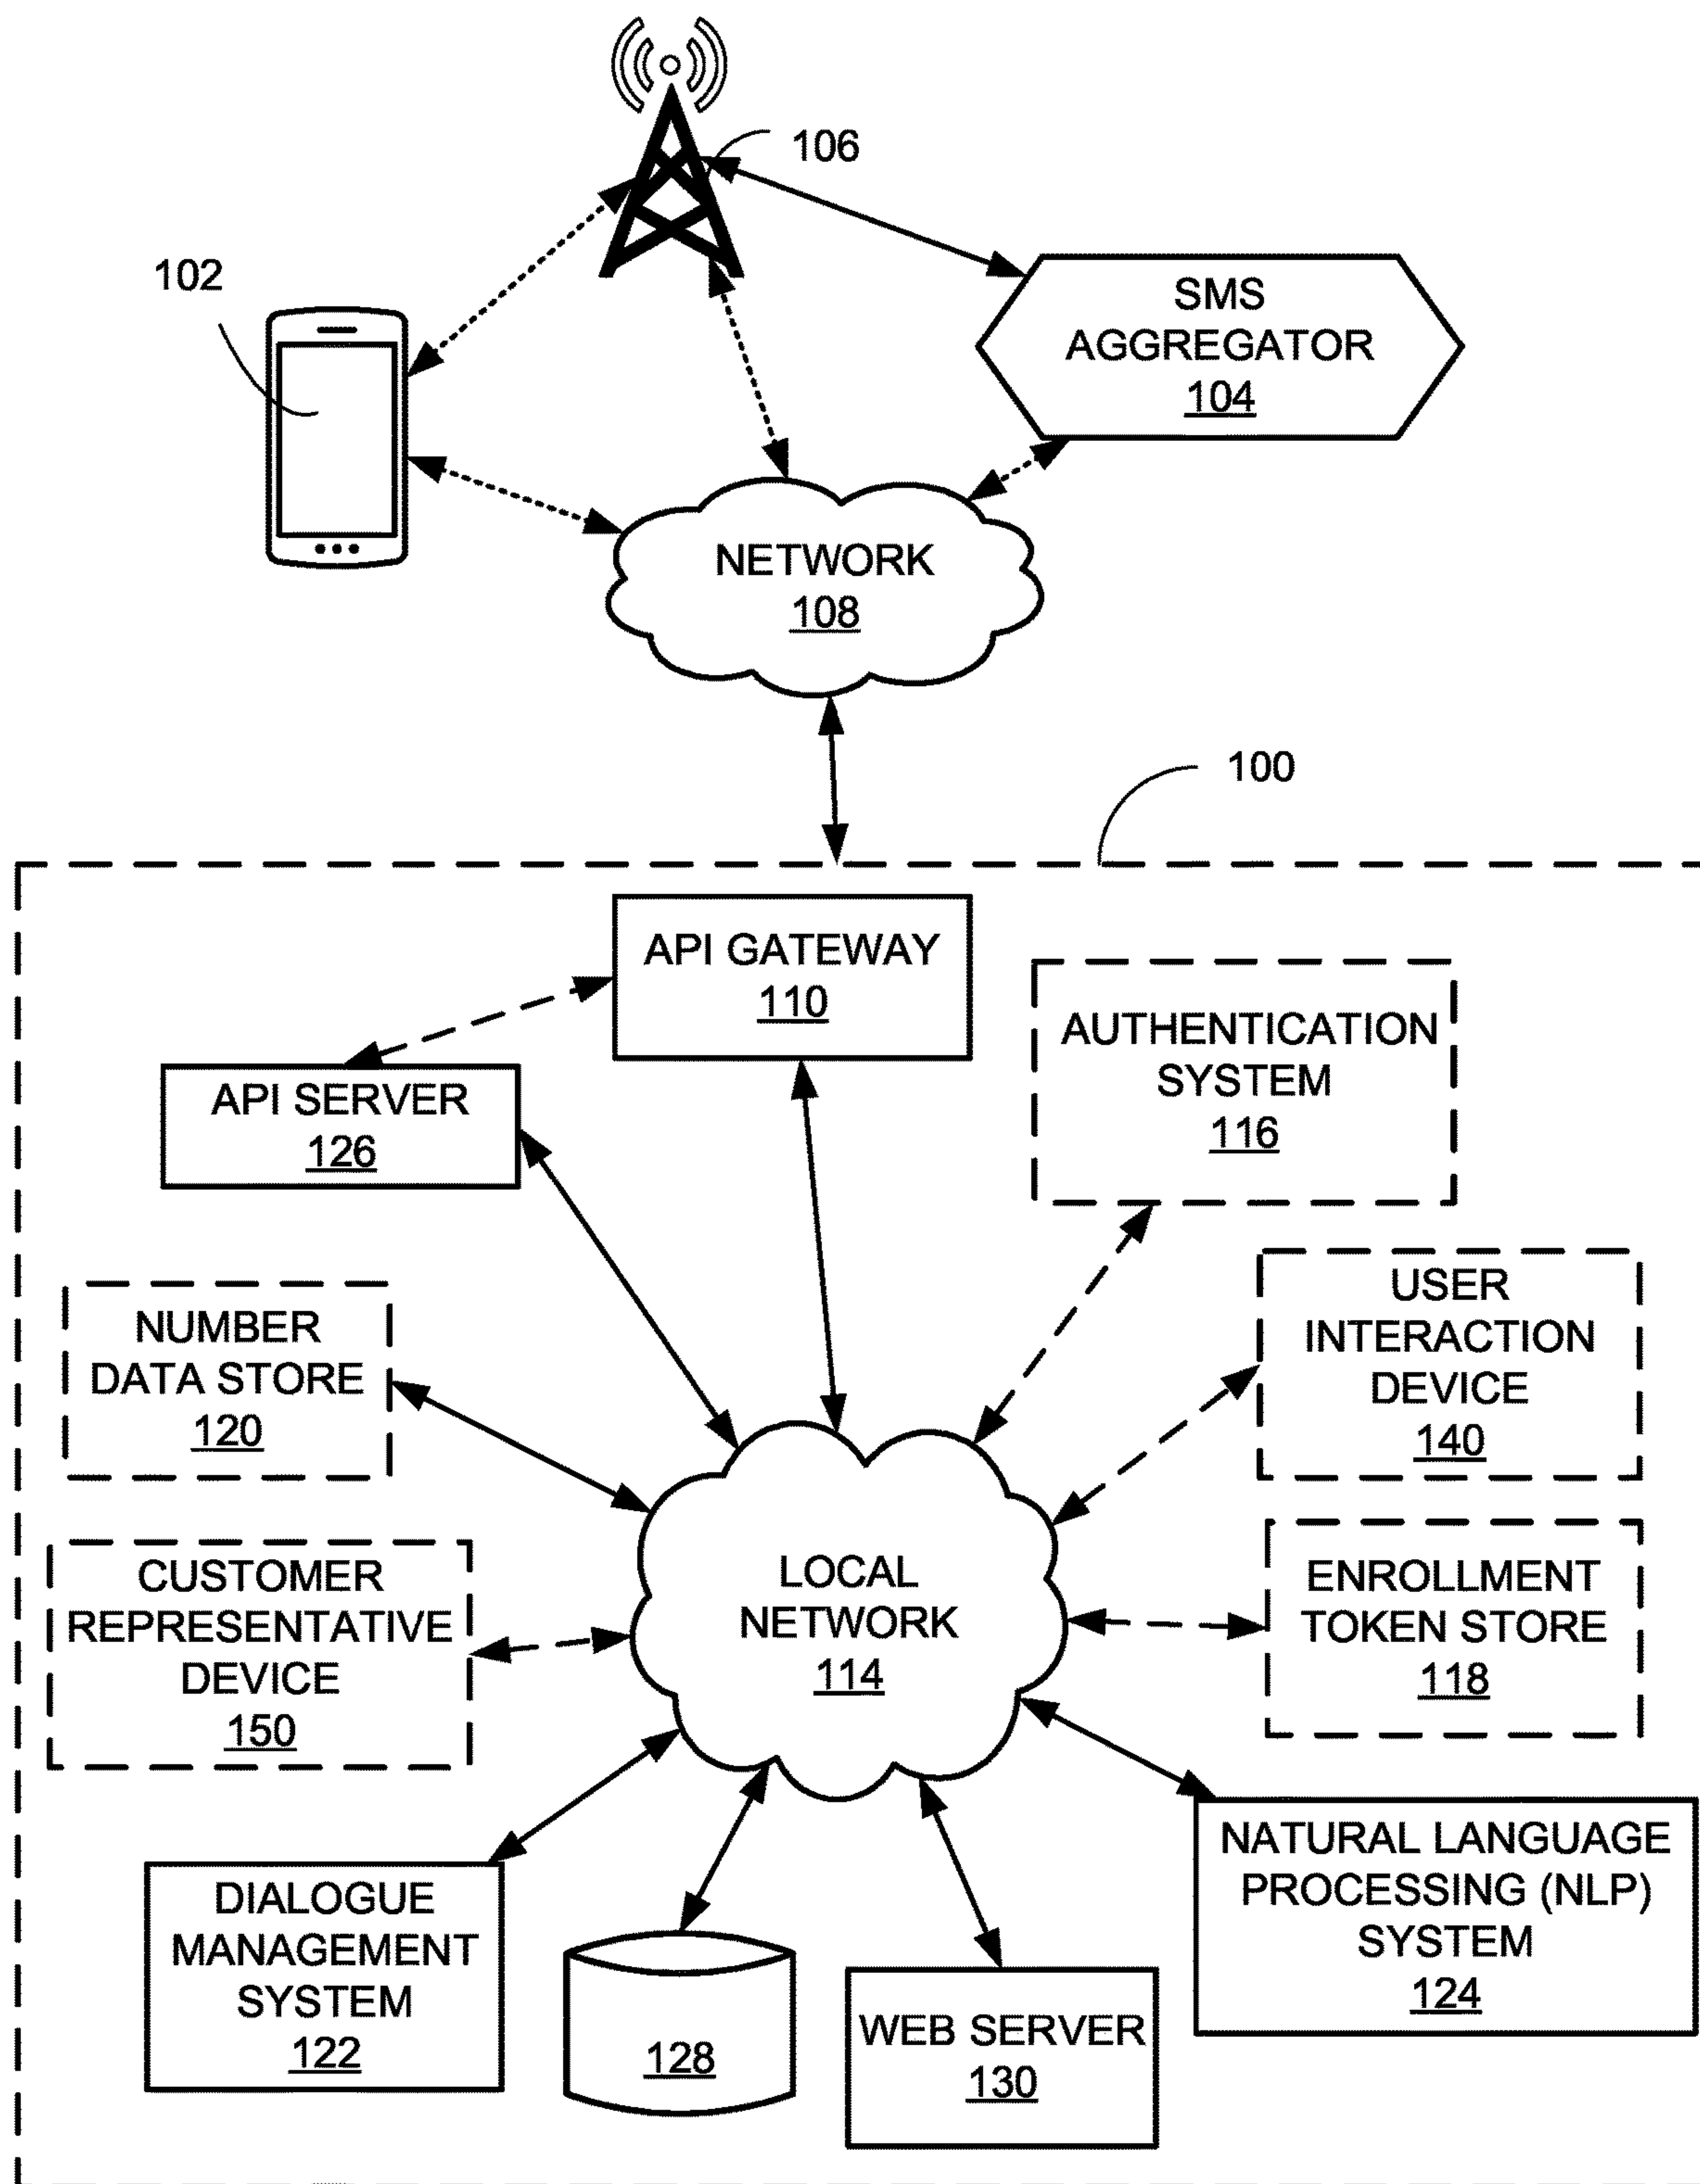 106
102
SMS
AGGREGATOR
104
NETWORK
108
100
API GATEWAY
110
AUTHENTICATION
SYSTEM
116
API SERVER
126
USER
INTERACTION
DEVICE
140
NUMBER
DATA STORE
120
ENROLLMENT
TOKEN STORE
118
CUSTOMER
REPRESENTATIVE
DEVICE
150
LOCAL
NETWORK
114
NATURAL LANGUAGE
PROCESSING (NLP)
SYSTEM
124
DIALOGUE
MANAGEMENT
SYSTEM
122
128
WEB SERVER
130